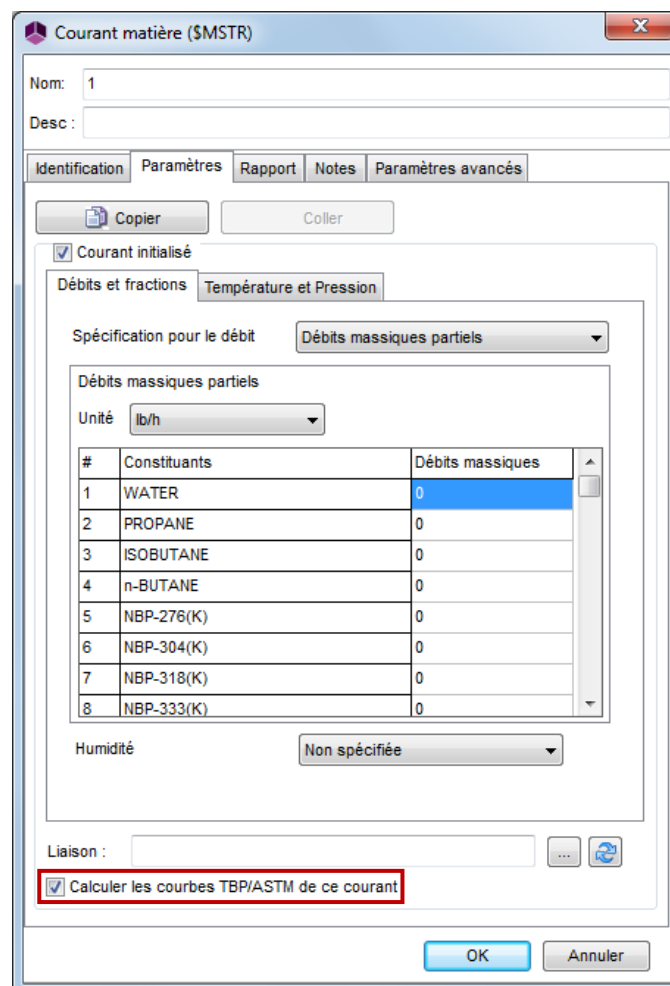 Courant matière ($MSTR)
Nom: 1
Desc :
Identification Paramètres Rapport Notes Paramètres avancés
Copier Coller
Courant initialisé
Débits et fractions Température et Pression
Spécification pour le débit Débits massiques partiels
Débits massiques partiels
Unité lb/h
# Constituants Débits massiques
1 WATER 0
2 PROPANE 0
3 ISOBUTANE 0
4 n-BUTANE 0
5 NBP-276(K) 0
6 NBP-304(K) 0
7 NBP-318(K) 0
8 NBP-333(K) 0
Humidité Non spécifiée
Liaison : ...
Calculer les courbes TBP/ASTM de ce courant
OK Annuler